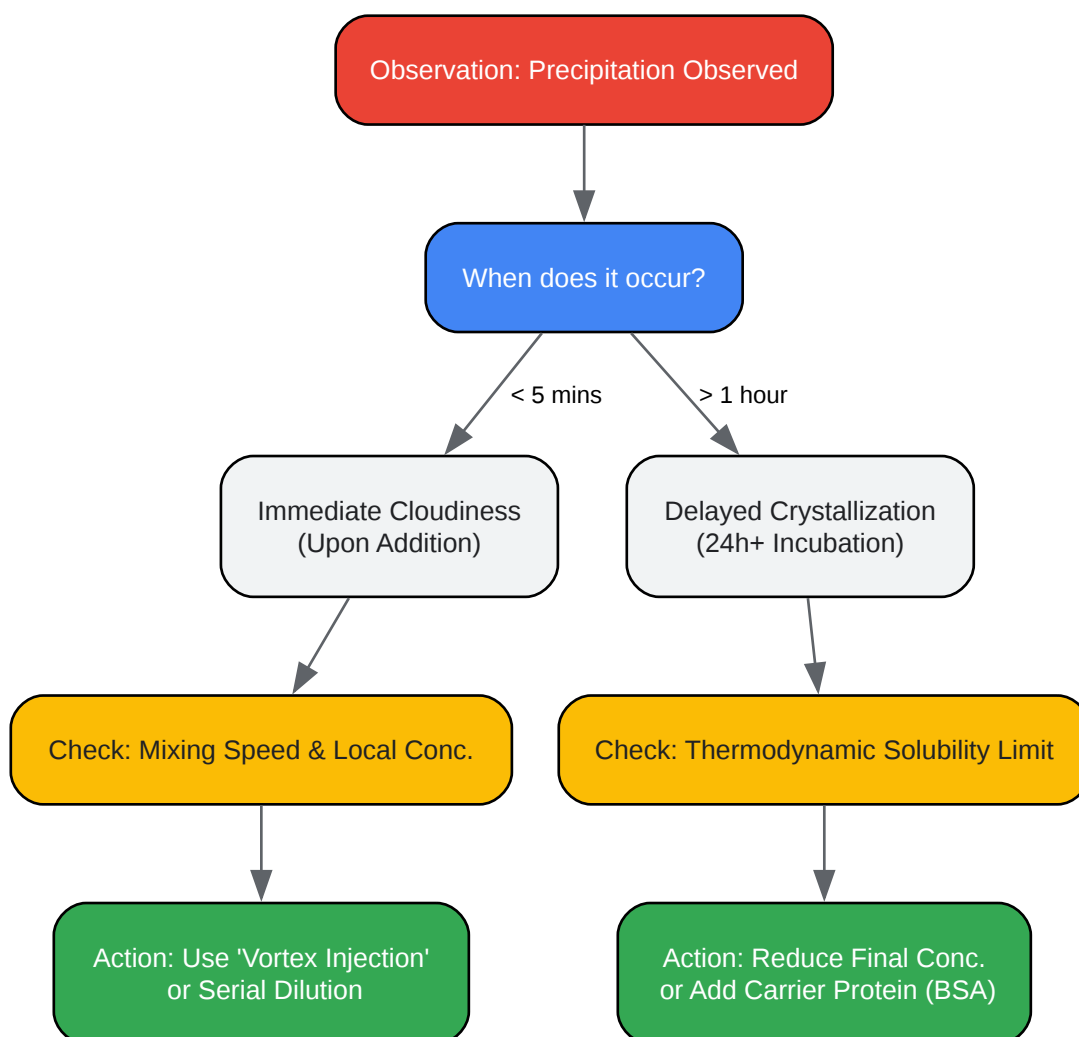 Observation: Precipitation Observed
When does it occur?
< 5 mins
> 1 hour
Immediate Cloudiness
(Upon Addition)
Delayed Crystallization
(24h+ Incubation)
Check: Mixing Speed & Local Conc.
Check: Thermodynamic Solubility Limit
Action: Use 'Vortex Injection'
or Serial Dilution
Action: Reduce Final Conc.
or Add Carrier Protein (BSA)